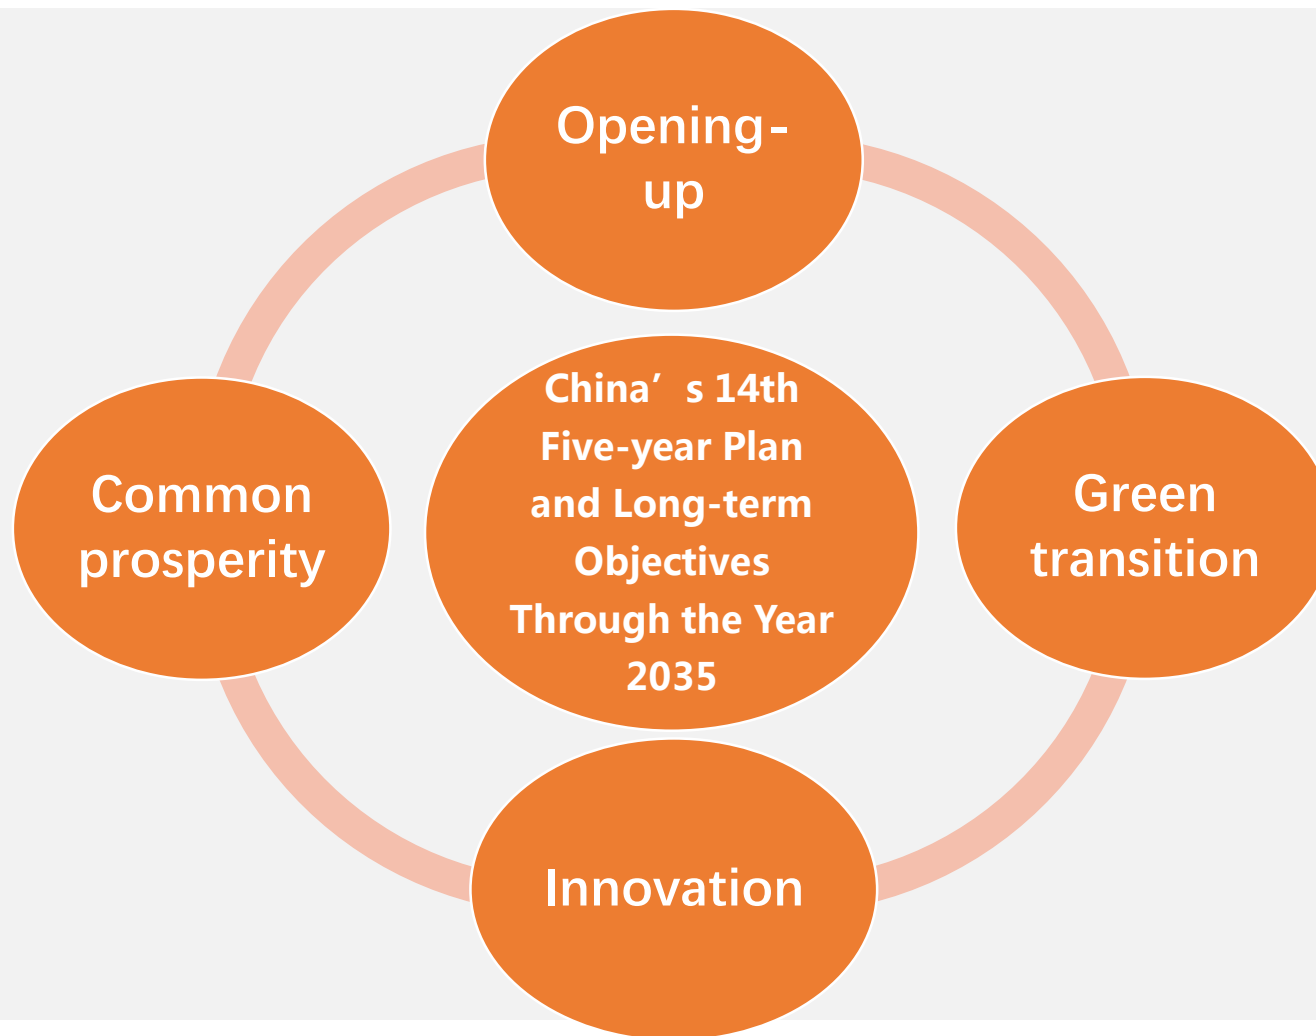 Opening-
up
China’s 14th
Five-year Plan
and Long-term
Objectives
Through the Year
2035
Common
prosperity
Green
transition
Innovation